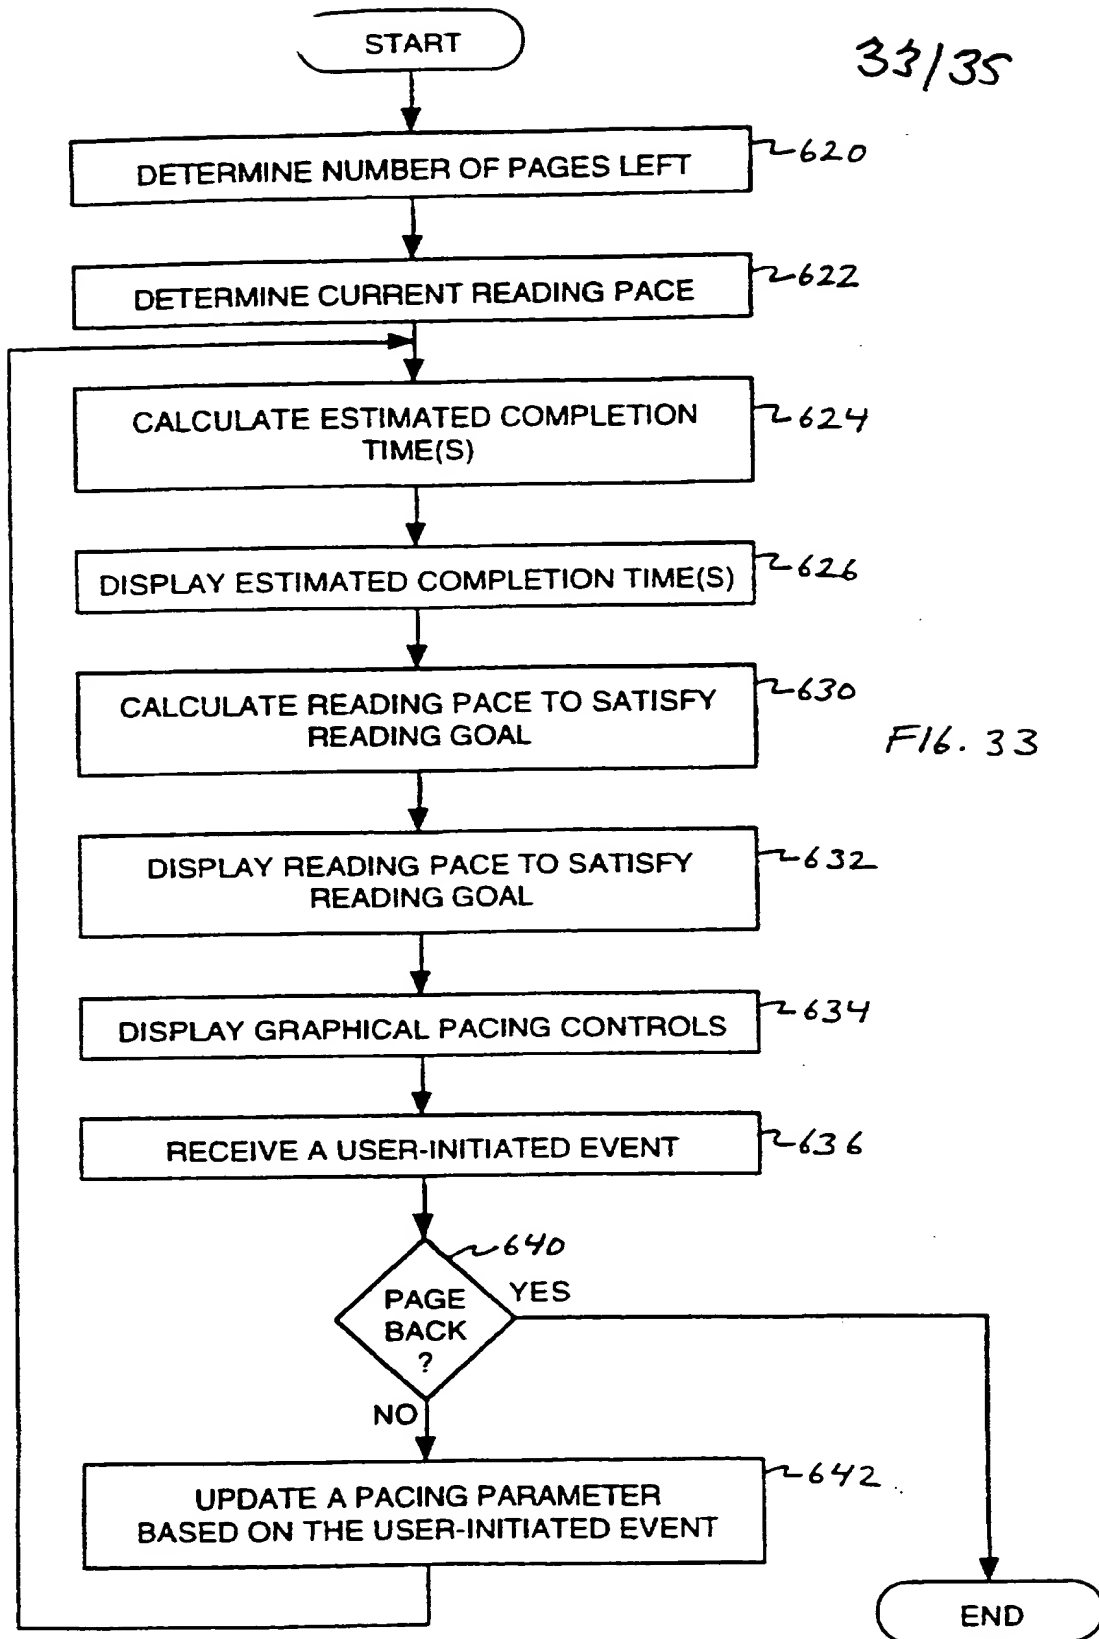 START
33/35
DETERMINE NUMBER OF PAGES LEFT
620
DETERMINE CURRENT READING PACE
622
CALCULATE ESTIMATED COMPLETION
TIME(S)
624
DISPLAY ESTIMATED COMPLETION TIME(S)
626
CALCULATE READING PACE TO SATISFY
READING GOAL
630
FIG. 33
DISPLAY READING PACE TO SATISFY
READING GOAL
632
DISPLAY GRAPHICAL PACING CONTROLS
634
RECEIVE A USER-INITIATED EVENT
636
640
PAGE
BACK
?
YES
NO
UPDATE A PACING PARAMETER
BASED ON THE USER-INITIATED EVENT
642
END